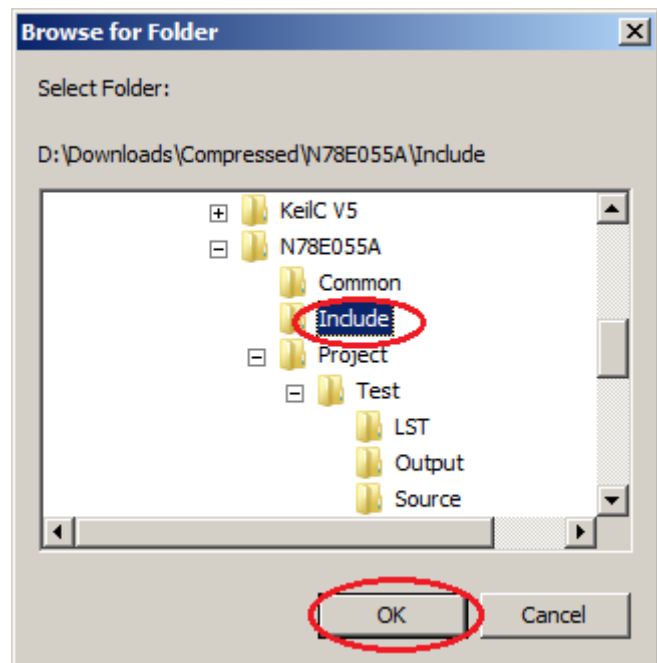 Browse for Folder
Select Folder:
D:\Downloads\Compressed\N78E055A\Include
KeilC V5
N78E055A
Common
Include
Project
Test
LST
Output
Source
OK Cancel